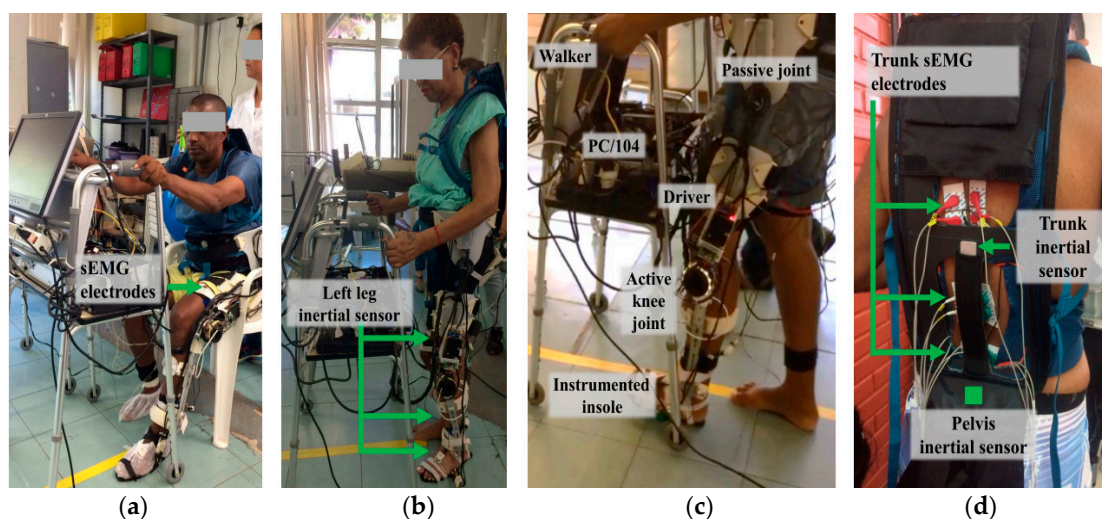 sEMG
electrodes
Left leg
inertial sensor
Walker
Passive joint
PC/104
Driver
Active
knee
joint
Instrumented
insole
Trunk sEMG
electrodes
Trunk
inertial
sensor
Pelvis
inertial sensor
(a)
(b)
(c)
(d)